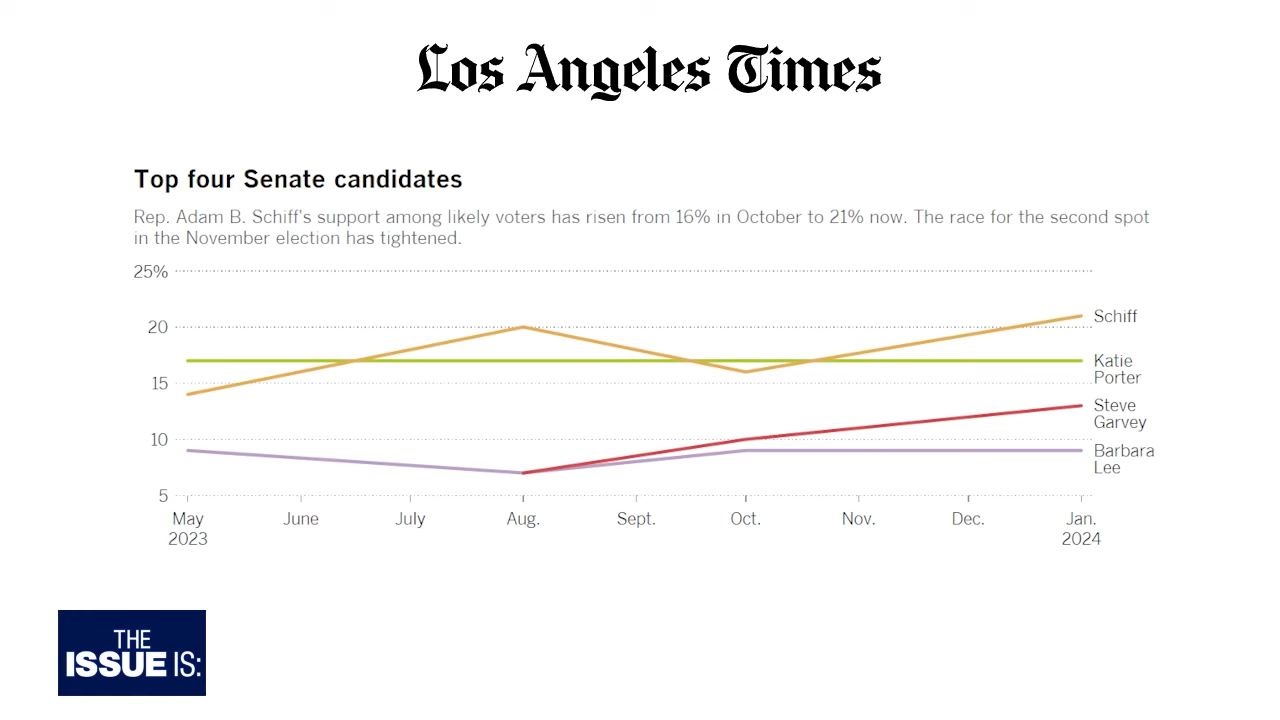 Los Angeles Times
Top four Senate candidates
Rep. Adam B. Schiff's support among likely voters has risen from 16% in October to 21% now. The race for the second spot
in the November election has tightened.
25%
20
15
10
5
Schiff
Katie
Porter
Steve
Garvey
Barbara
Lee
May
2023
June
July
Aug.
Sept.
Oct.
Nov.
Dec.
Jan.
2024
THE
ISSUE IS: